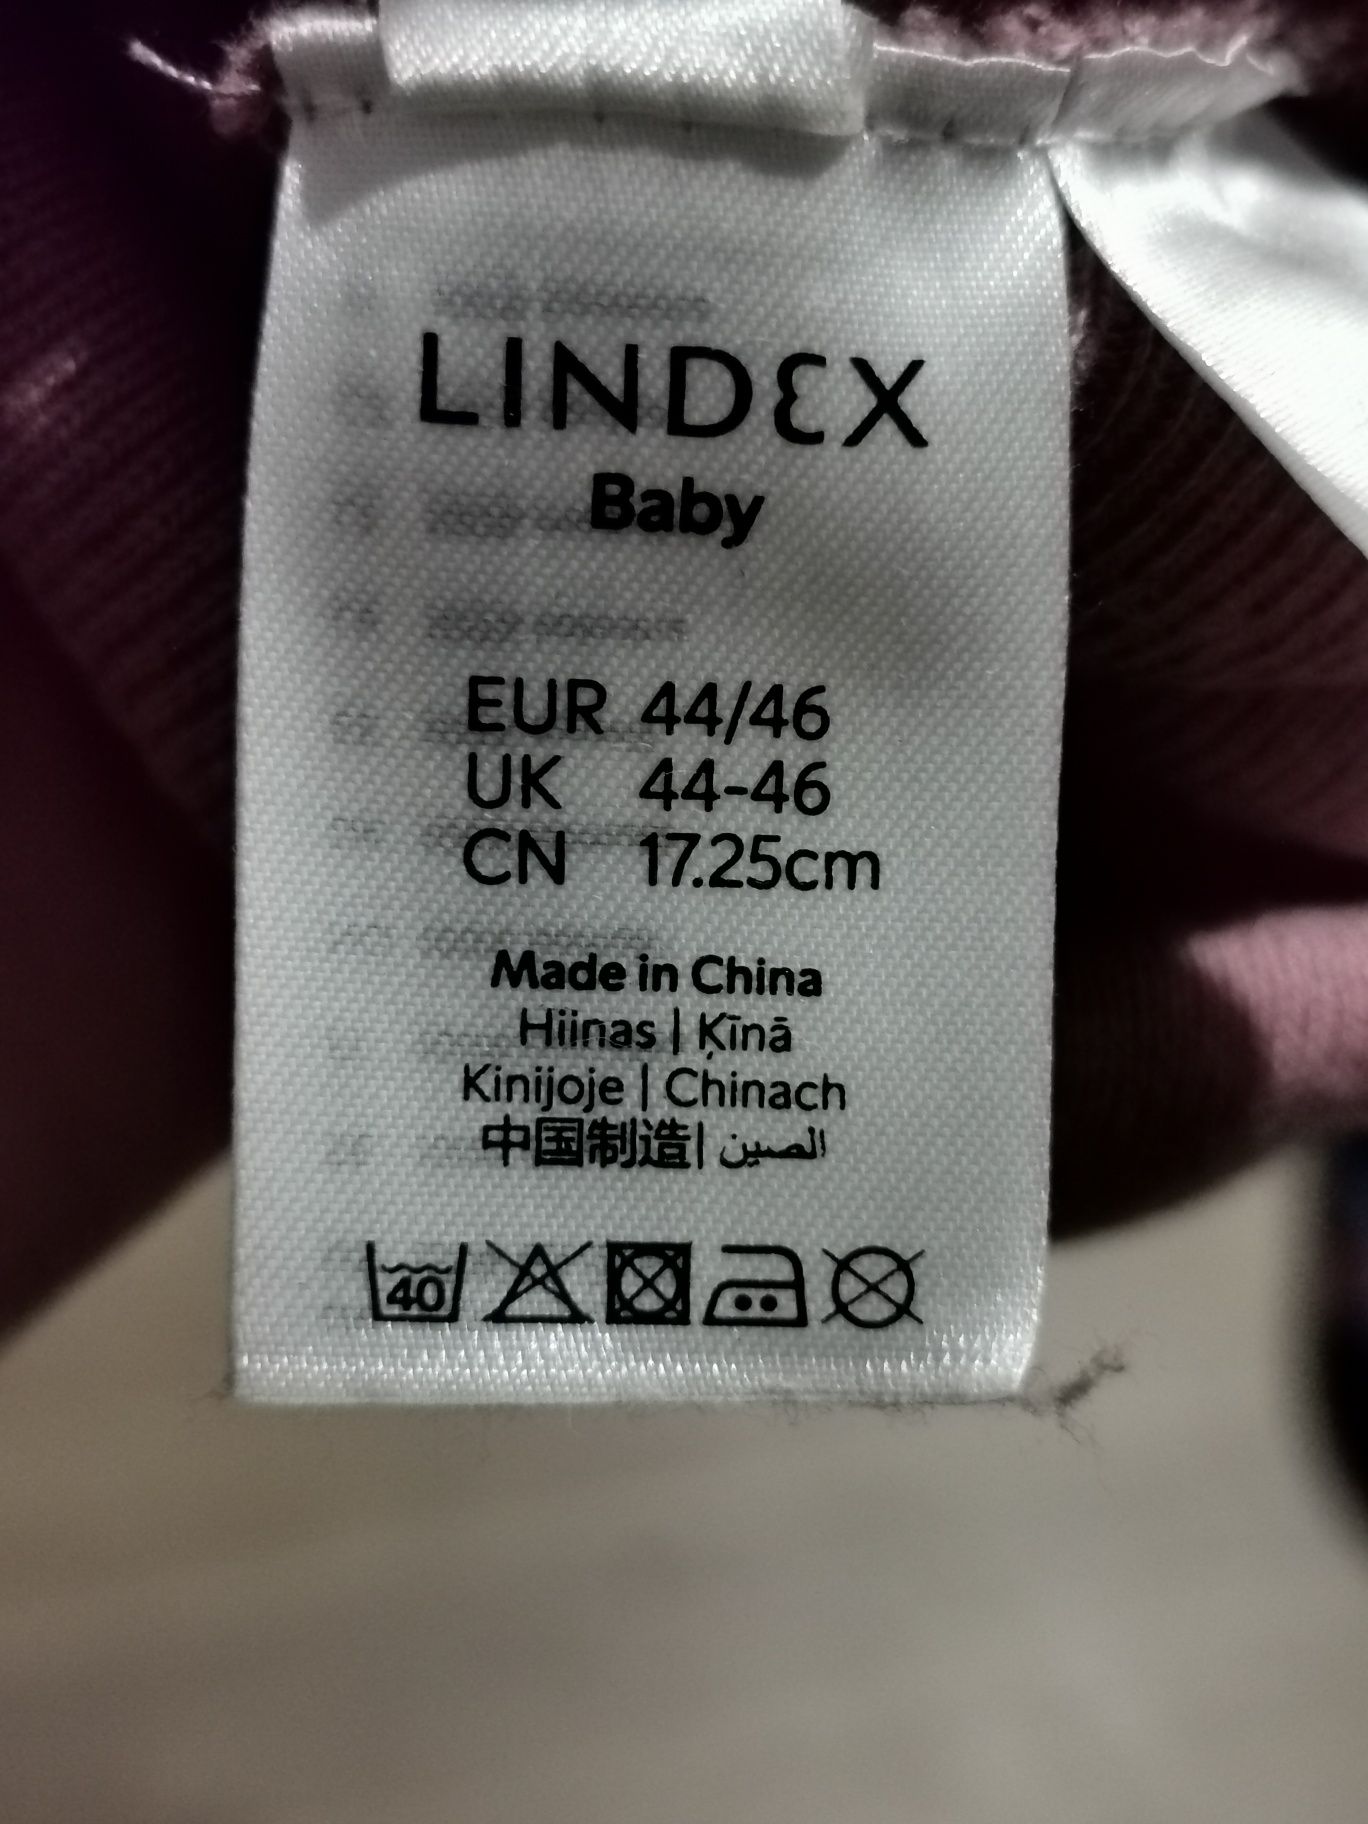 LINDEX
Baby
EUR 44/46
UK 44-46
CN 17.25cm
Made in China
Hiinas | Ķīnā
Kinijoje | Chinach
中国制造| الصين
40